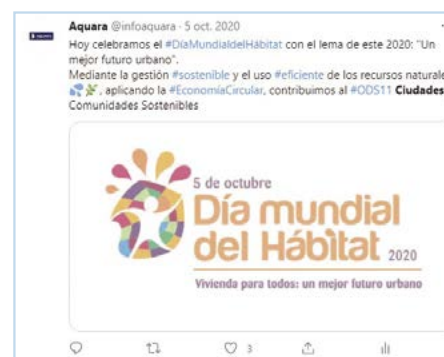 Aquara @infoaquara · 5 oct. 2020
Hoy celebramos el #DíaMundialdelHábitat con el lema de este 2020: "Un
mejor futuro urbano".
Mediante la gestión #sostenible y el uso #eficiente de los recursos naturale
💦🌿, aplicando la #EconomíaCircular, contribuimos al #ODS11 Ciudades
Comunidades Sostenibles
5 de octubre
Día mundial
del Hábitat 2020
Vivienda para todos: un mejor futuro urbano
3